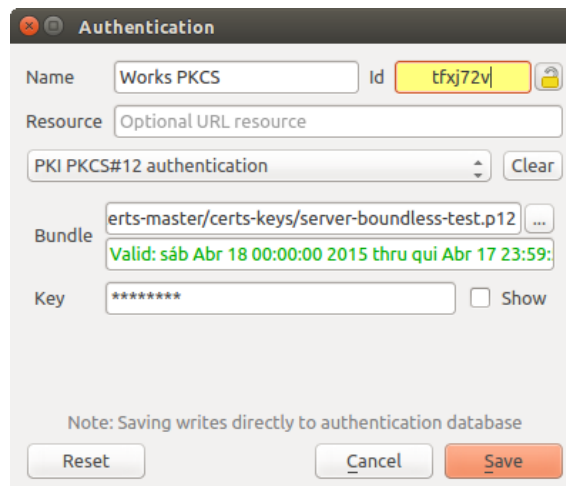 Authentication
Name Works PKCS Id tfxj72v
Resource Optional URL resource
PKI PKCS#12 authentication Clear
Bundle erts-master/certs-keys/server-boundless-test.p12 ...
Valid: sáb Abr 18 00:00:00 2015 thru qui Abr 17 23:59:
Key ******** Show
Note: Saving writes directly to authentication database
Reset Cancel Save